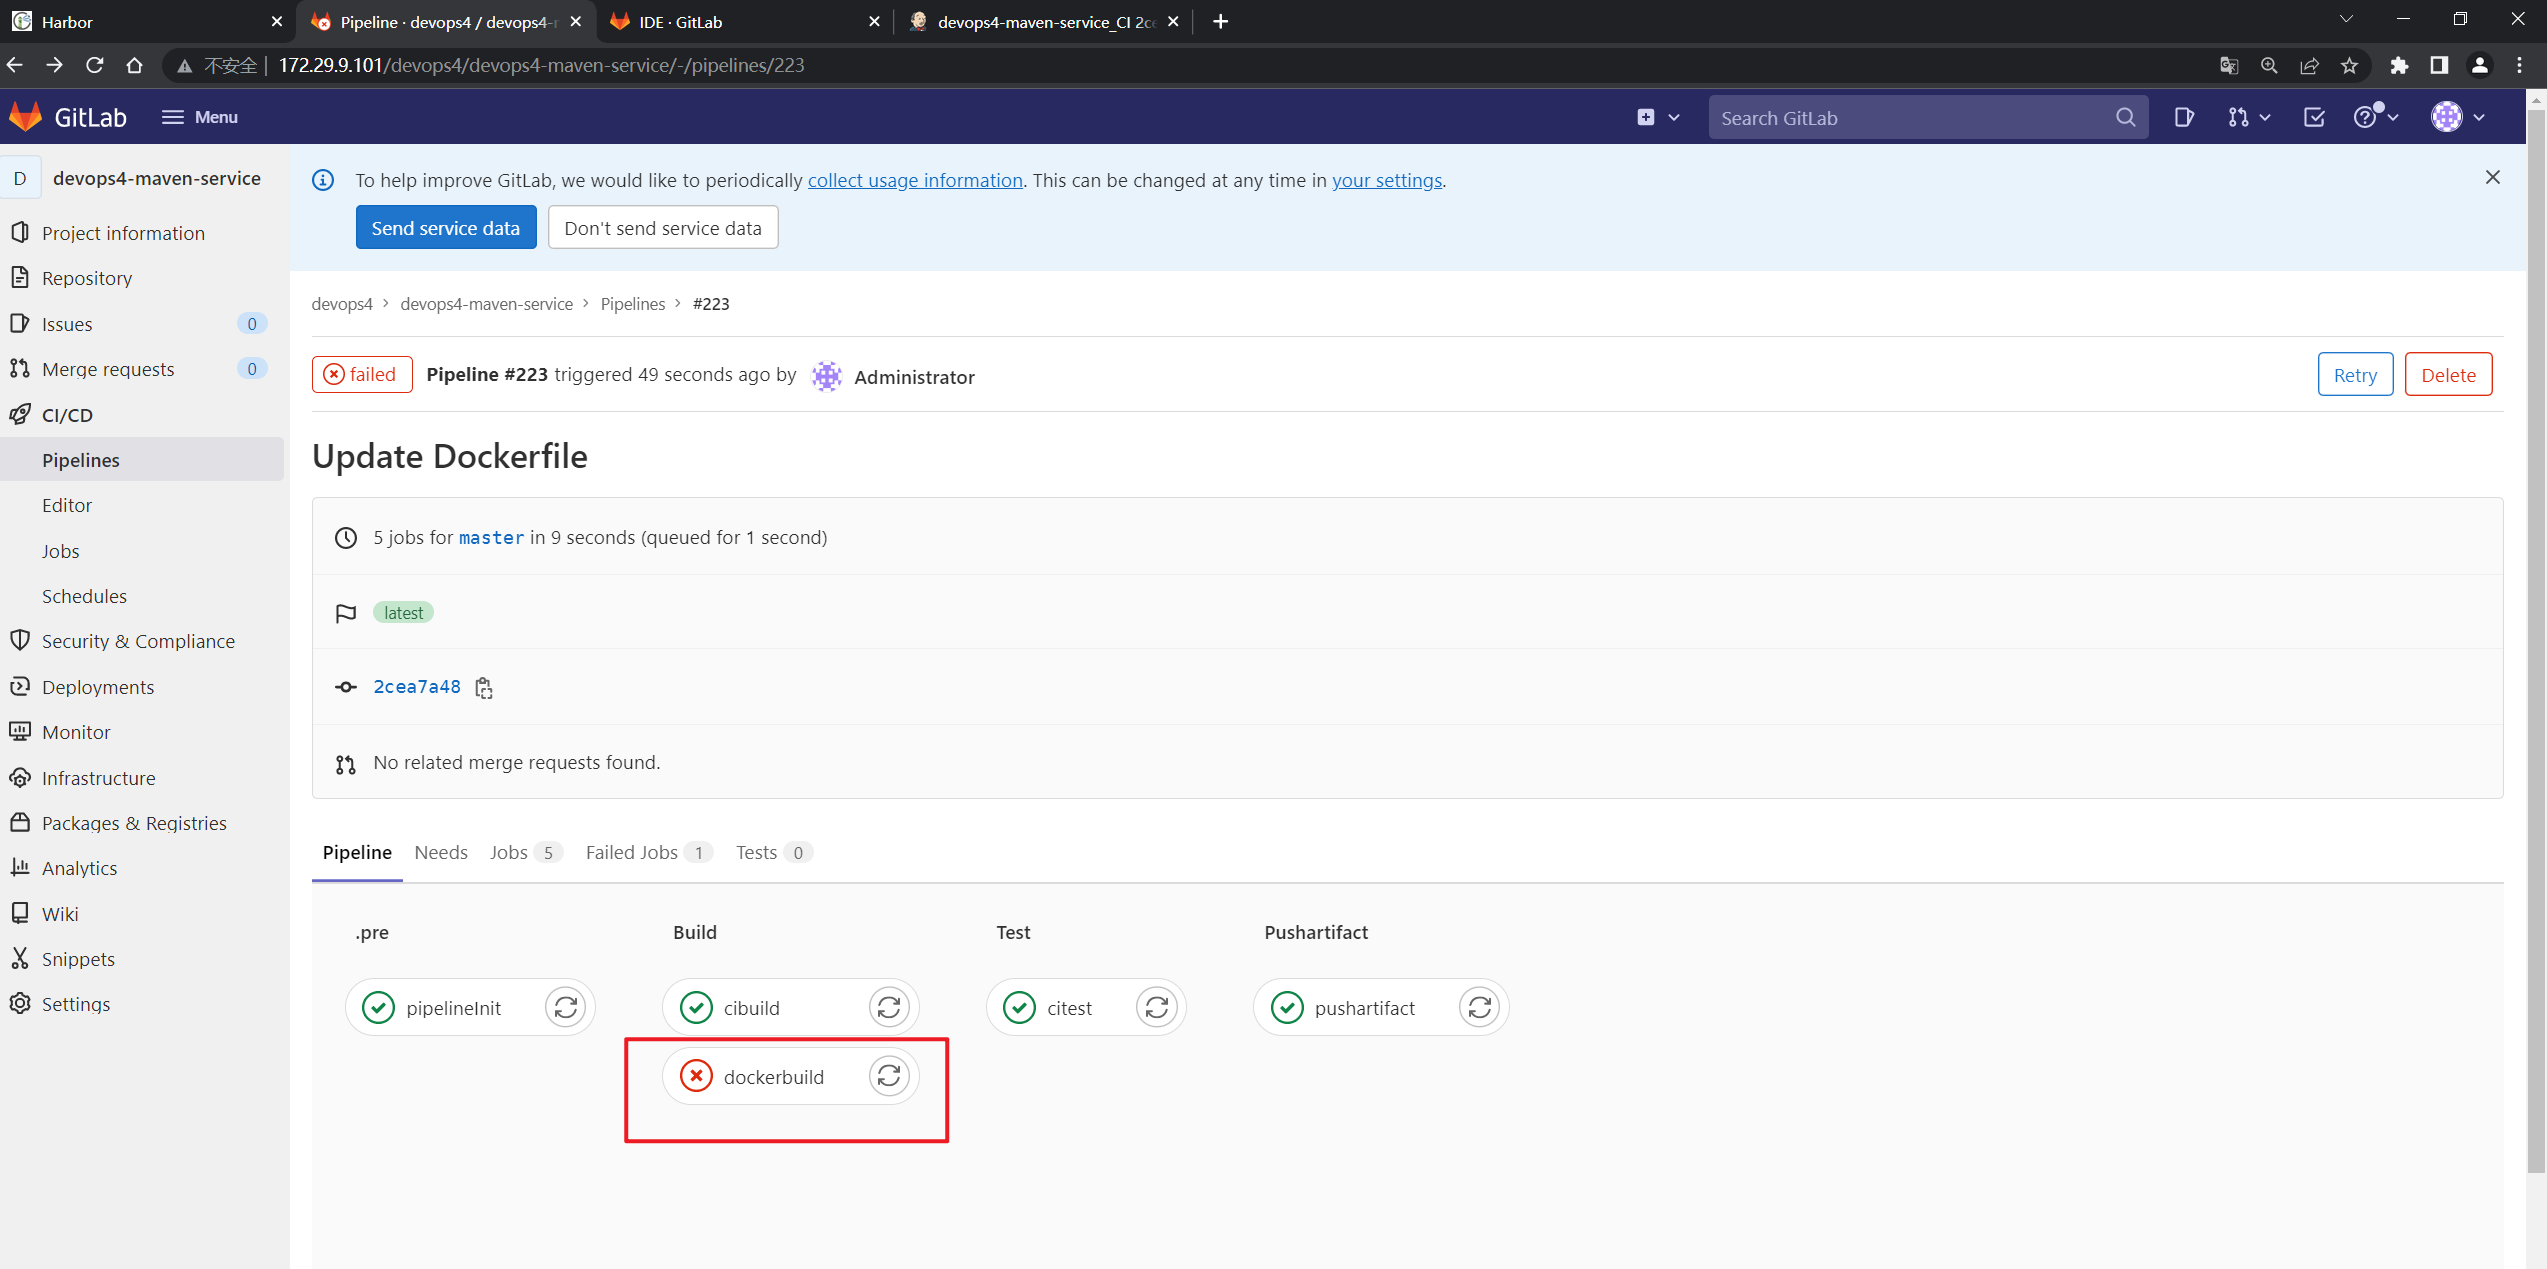 Harbor
Pipeline · devops4 / devops4-
IDE · GitLab
devops4-maven-service_CI 2ce
不安全
172.29.9.101/devops4/devops4-maven-service/-/pipelines/223
GitLab
Menu
Search GitLab
D
devops4-maven-service
Project information
Repository
Issues
0
Merge requests
0
CI/CD
Pipelines
Editor
Jobs
Schedules
Security & Compliance
Deployments
Monitor
Infrastructure
Packages & Registries
Analytics
Wiki
Snippets
Settings
To help improve GitLab, we would like to periodically collect usage information. This can be changed at any time in your settings.
Send service data
Don't send service data
devops4 > devops4-maven-service > Pipelines > #223
failed
Pipeline #223 triggered 49 seconds ago by
Administrator
Retry
Delete
Update Dockerfile
5 jobs for master in 9 seconds (queued for 1 second)
latest
2cea7a48
No related merge requests found.
Pipeline
Needs
Jobs 5
Failed Jobs 1
Tests 0
.pre
Build
Test
Pushartifact
pipelineInit
cibuild
citest
pushartifact
dockerbuild